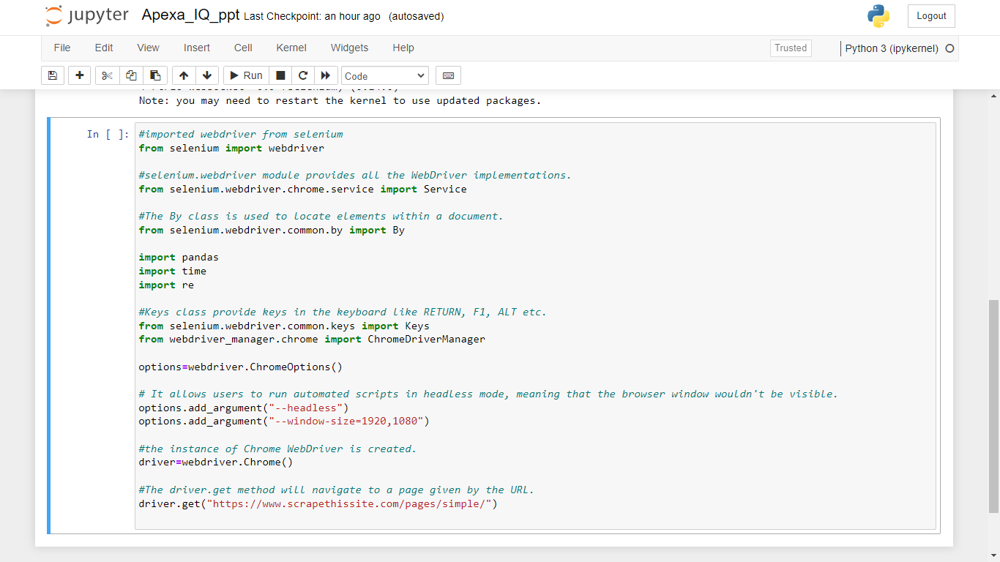 jupyter Apexa_IQ_ppt Last Checkpoint: an hour ago (autosaved)
Logout
File Edit View Insert Cell Kernel Widgets Help
Trusted
Python 3 (ipykernel)
Run
Code
Note: you may need to restart the kernel to use updated packages.
In [ ]:
#imported webdriver from selenium
from selenium import webdriver
#selenium.webdriver module provides all the WebDriver implementations.
from selenium.webdriver.chrome.service import Service
#The By class is used to locate elements within a document.
from selenium.webdriver.common.by import By
import pandas
import time
import re
#Keys class provide keys in the keyboard like RETURN, F1, ALT etc.
from selenium.webdriver.common.keys import Keys
from webdriver_manager.chrome import ChromeDriverManager
options=webdriver.ChromeOptions()
# It allows users to run automated scripts in headless mode, meaning that the browser window wouldn't be visible.
options.add_argument("--headless")
options.add_argument("--window-size=1920,1080")
#the instance of Chrome WebDriver is created.
driver=webdriver.Chrome()
#The driver.get method will navigate to a page given by the URL.
driver.get("https://www.scrapethissite.com/pages/simple/")